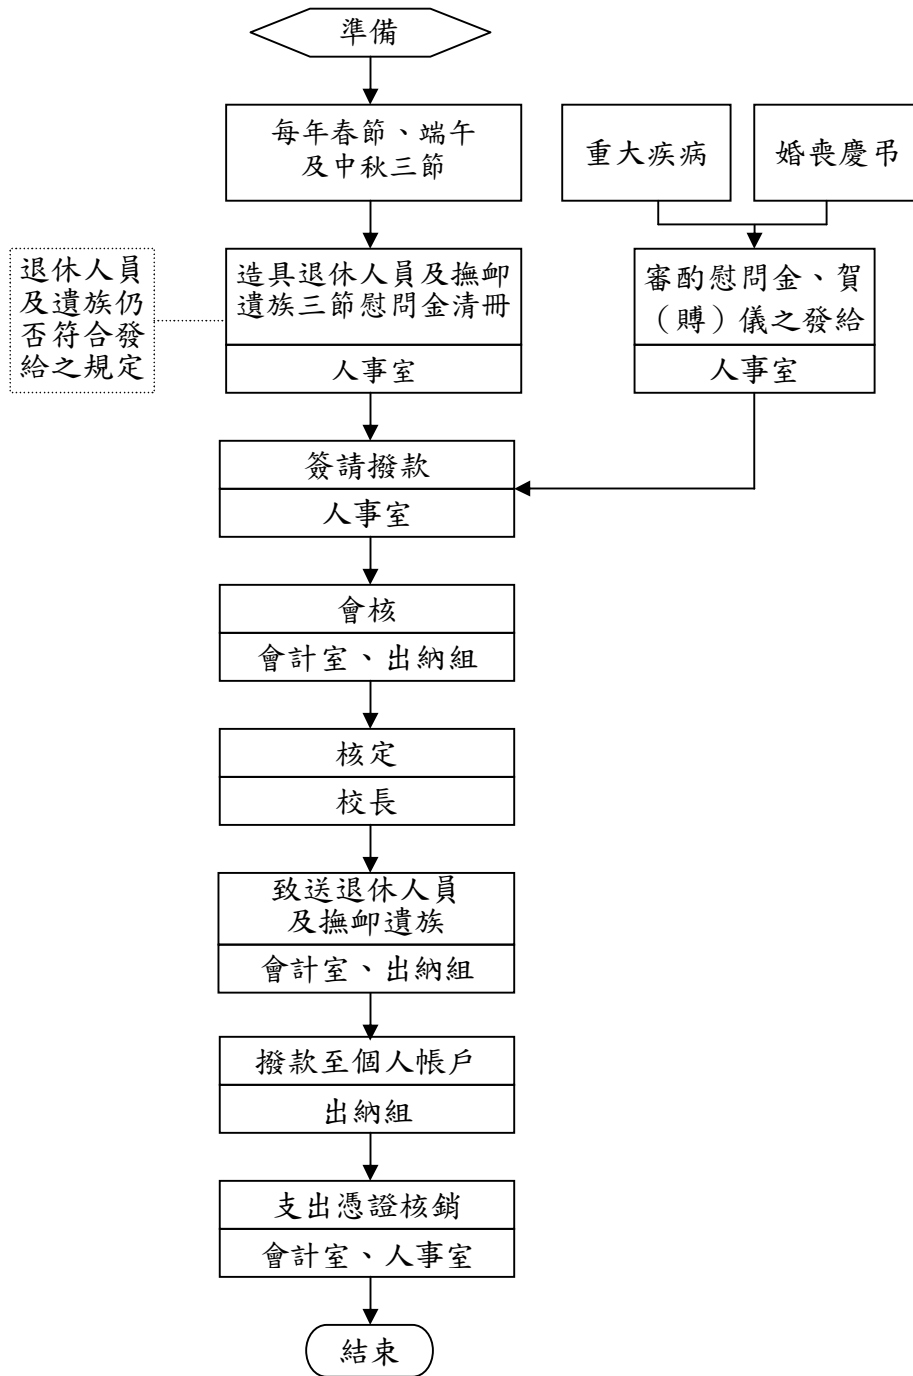 準備
每年春節、端午
及中秋三節
重大疾病
婚喪慶弔
退休人員
及遺族仍
否符合發
給之規定
造具退休人員及撫卹
遺族三節慰問金清冊
人事室
審酌慰問金、賀
（賻）儀之發給
人事室
簽請撥款
人事室
會核
會計室、出納組
核定
校長
致送退休人員
及撫卹遺族
會計室、出納組
撥款至個人帳戶
出納組
支出憑證核銷
會計室、人事室
結束